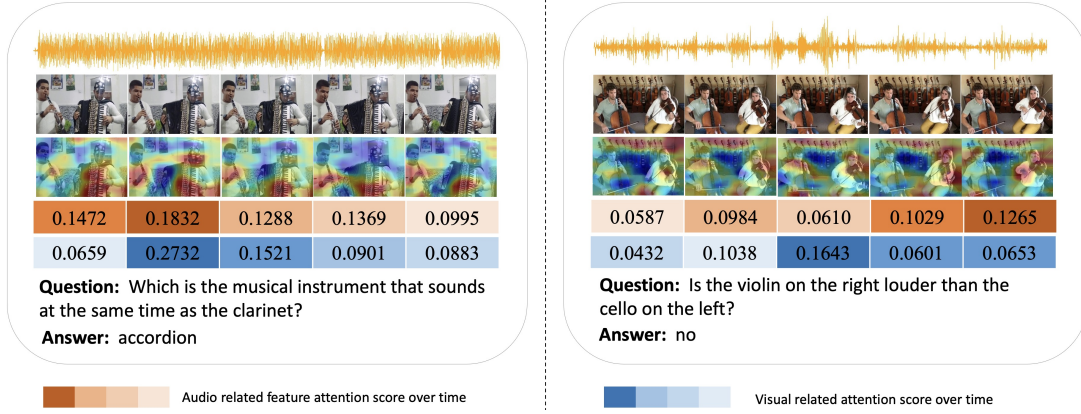 0.1472 0.1832 0.1288 0.1369 0.0995
0.0659 0.2732 0.1521 0.0901 0.0883
Question: Which is the musical instrument that sounds
at the same time as the clarinet?
Answer: accordion
0.0587 0.0984 0.0610 0.1029 0.1265
0.0432 0.1038 0.1643 0.0601 0.0653
Question: Is the violin on the right louder than the
cello on the left?
Answer: no
Audio related feature attention score over time
Visual related attention score over time